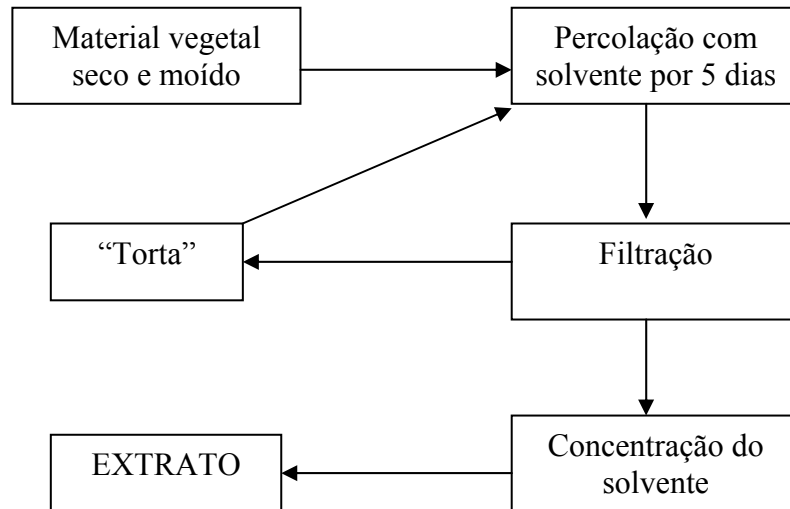 Material vegetal
seco e moído
Percolação com
solvente por 5 dias
“Torta”
Filtração
EXTRATO
Concentração do
solvente